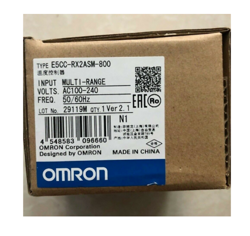 TYPE E5CC-RX2ASM-800
温度控制器
INPUT MULTI-RANGE
VOLTS. AC100-240
FREQ. 50/60Hz
LOT No 29119M QTY.1 Ver 2.1
N1
EAC
4 548583 096660
OMRON Corporation
Designed by OMRON MADE IN CHINA
OMRON